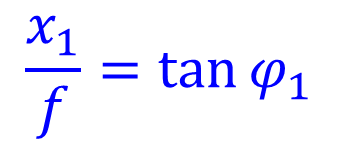 x₁/f = tan φ₁